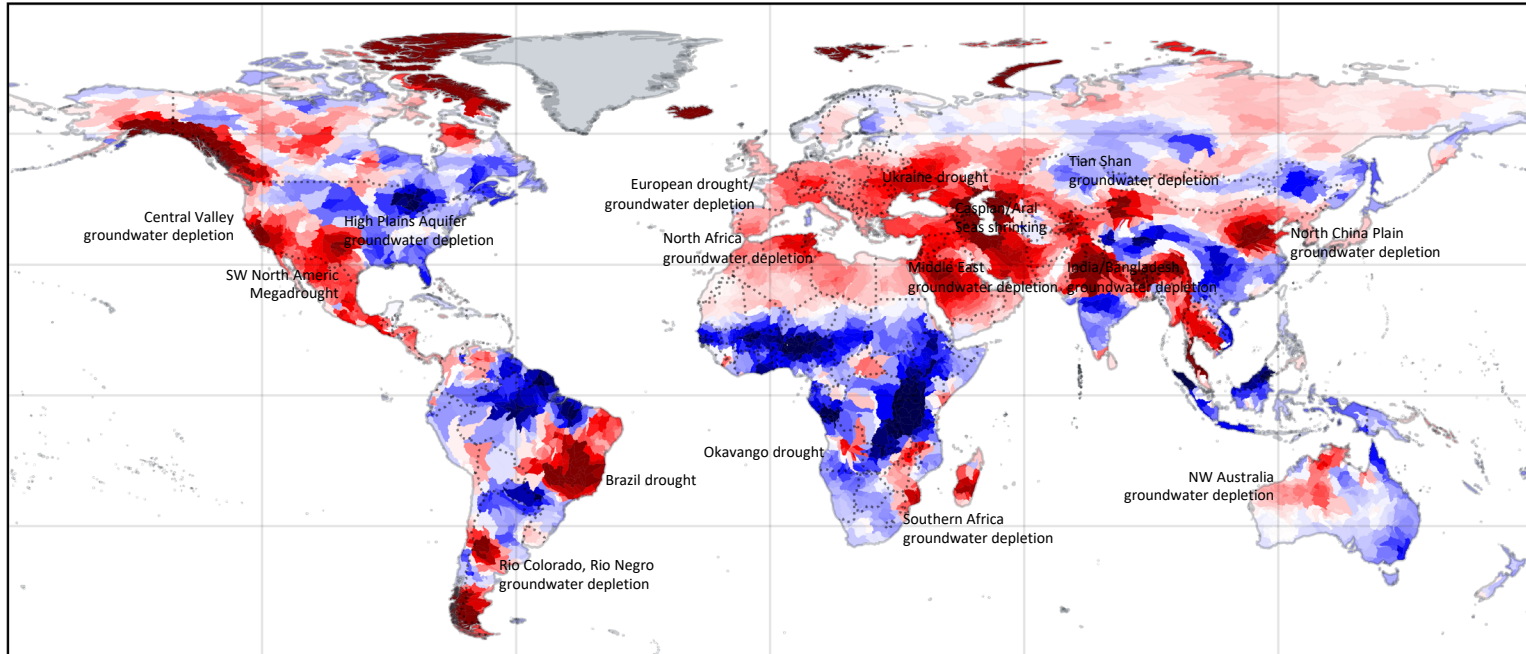 Tian Shan
groundwater depletion
Ukraine drought
European drought/
groundwater depletion
Central Valley
groundwater depletion
High Plains Aquifer
groundwater depletion
Caspian/Aral
Seas shrinking
North China Plain
groundwater depletion
North Africa
groundwater depletion
Middle East
groundwater depletion
India/Bangladesh
groundwater depletion
SW North Americ
Megadrought
Okavango drought
Brazil drought
NW Australia
groundwater depletion
Southern Africa
groundwater depletion
Rio Colorado, Rio Negro
groundwater depletion